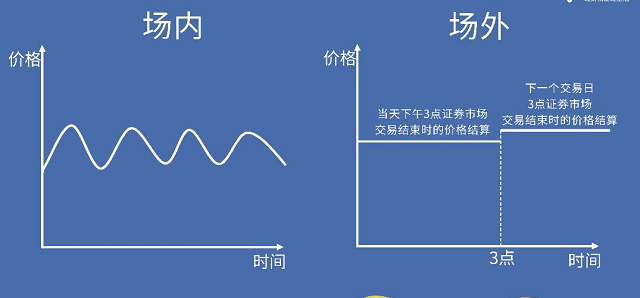 场内
价格
时间
场外
价格
当天下午3点证券市场
交易结束时的价格结算
下一个交易日
3点证券市场
交易结束时的价格结算
3点
时间